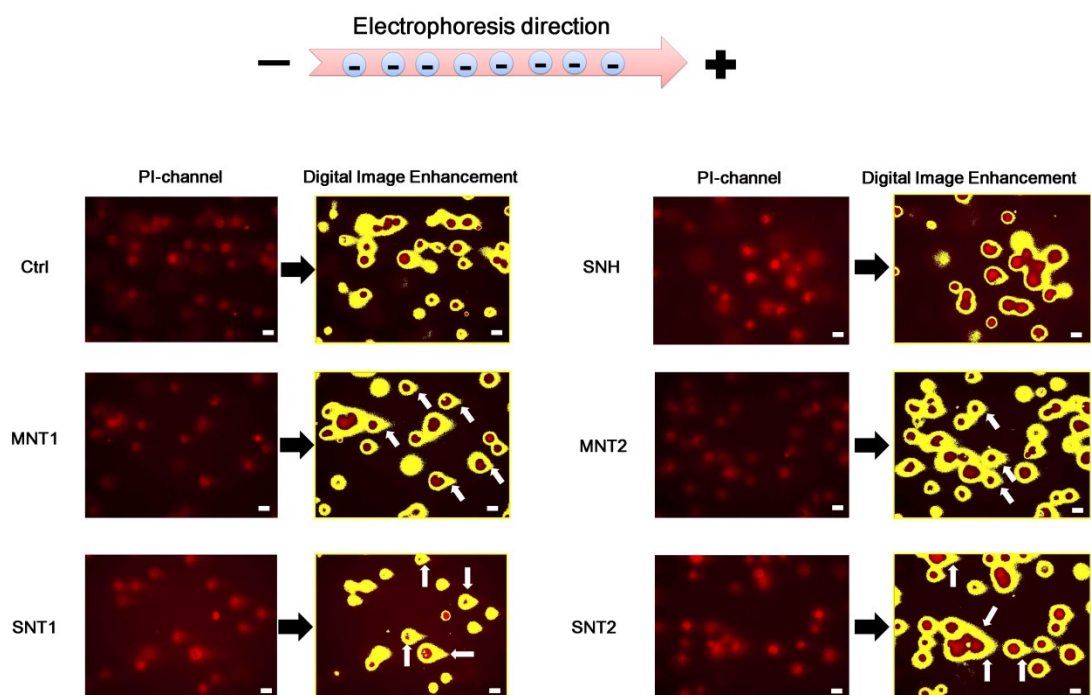 Electrophoresis direction
− − − − − − − − − +
PI-channel Digital Image Enhancement PI-channel Digital Image Enhancement
Ctrl SNH
MNT1 MNT2
SNT1 SNT2